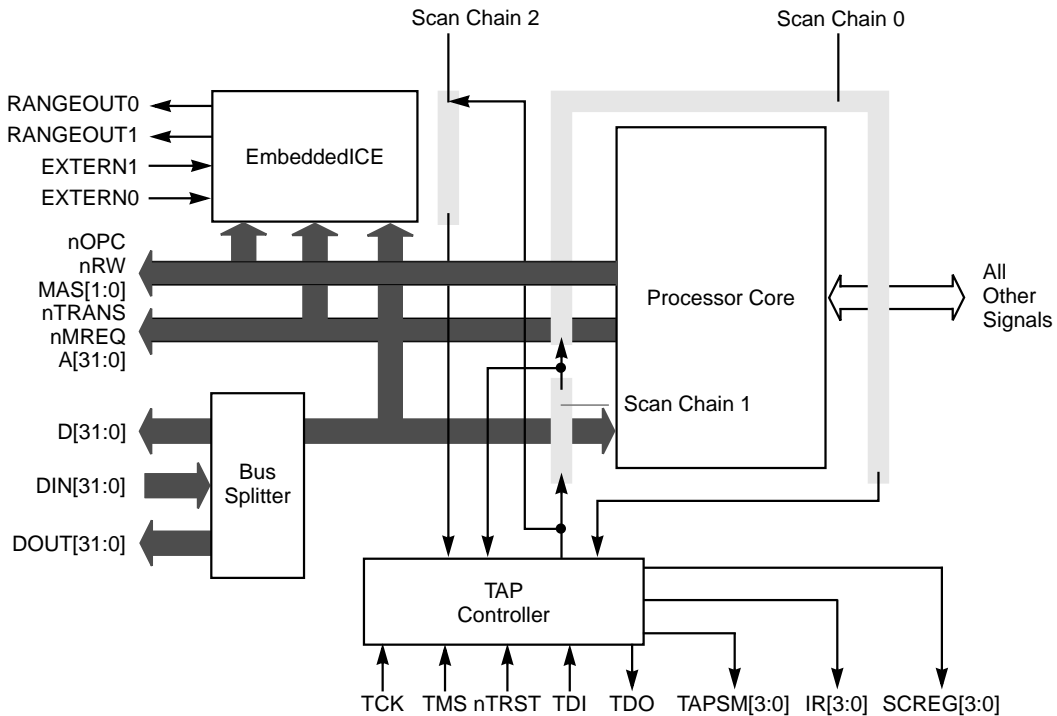 Scan Chain 2
Scan Chain 0
RANGEOUT0
RANGEOUT1
EXTERN1
EXTERN0
EmbeddedICE
nOPC
nRW
MAS[1:0]
nTRANS
nMREQ
A[31:0]
Processor Core
All
Other
Signals
Scan Chain 1
D[31:0]
DIN[31:0]
DOUT[31:0]
Bus
Splitter
TAP
Controller
TCK
TMS
nTRST
TDI
TDO
TAPSM[3:0]
IR[3:0]
SCREG[3:0]